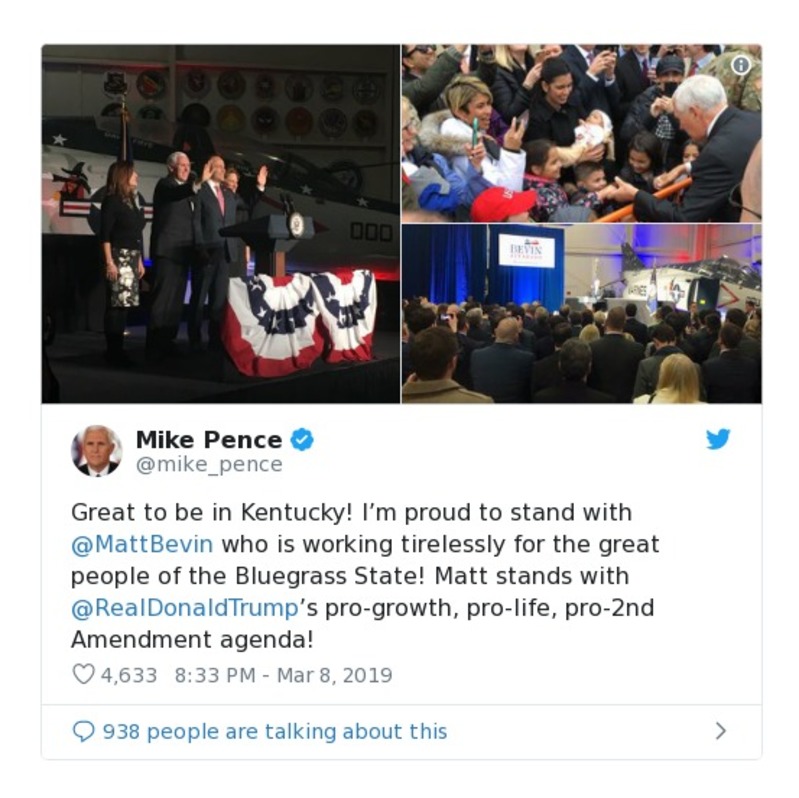 000
BEVIN
MARINES
Mike Pence
@mike_pence
Great to be in Kentucky! I’m proud to stand with
@MattBevin who is working tirelessly for the great
people of the Bluegrass State! Matt stands with
@RealDonaldTrump’s pro-growth, pro-life, pro-2nd
Amendment agenda!
4,633 8:33 PM - Mar 8, 2019
938 people are talking about this